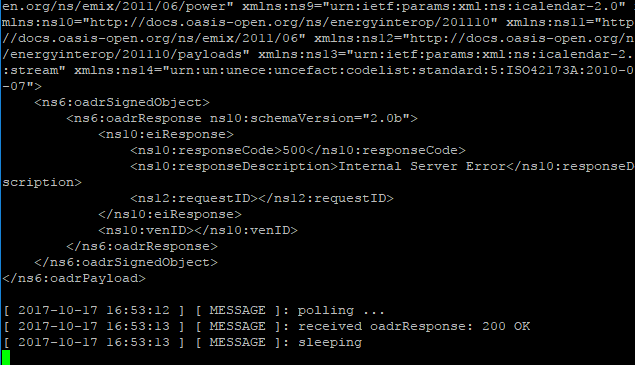 en.org/ns/emix/2011/06/power" xmlns:ns9="urn:ietf:params:xml:ns:icalendar-2.0" x
mlns:ns10="http://docs.oasis-open.org/ns/energyinterop/201110" xmlns:ns11="http:
//docs.oasis-open.org/ns/emix/2011/06" xmlns:ns12="http://docs.oasis-open.org/ns
/energyinterop/201110/payloads" xmlns:ns13="urn:ietf:params:xml:ns:icalendar-2.0
:stream" xmlns:ns14="urn:un:unece:uncefact:codelist:standard:5:ISO42173A:2010-04
-07">
    <ns6:oadrSignedObject>
        <ns6:oadrResponse ns10:schemaVersion="2.0b">
            <ns10:eiResponse>
                <ns10:responseCode>500</ns10:responseCode>
                <ns10:responseDescription>Internal Server Error</ns10:responseDe
scription>
                <ns12:requestID></ns12:requestID>
            </ns10:eiResponse>
            <ns10:venID></ns10:venID>
        </ns6:oadrResponse>
    </ns6:oadrSignedObject>
</ns6:oadrPayload>

[ 2017-10-17 16:53:12 ] [ MESSAGE ]: polling ...
[ 2017-10-17 16:53:13 ] [ MESSAGE ]: received oadrResponse: 200 OK
[ 2017-10-17 16:53:13 ] [ MESSAGE ]: sleeping